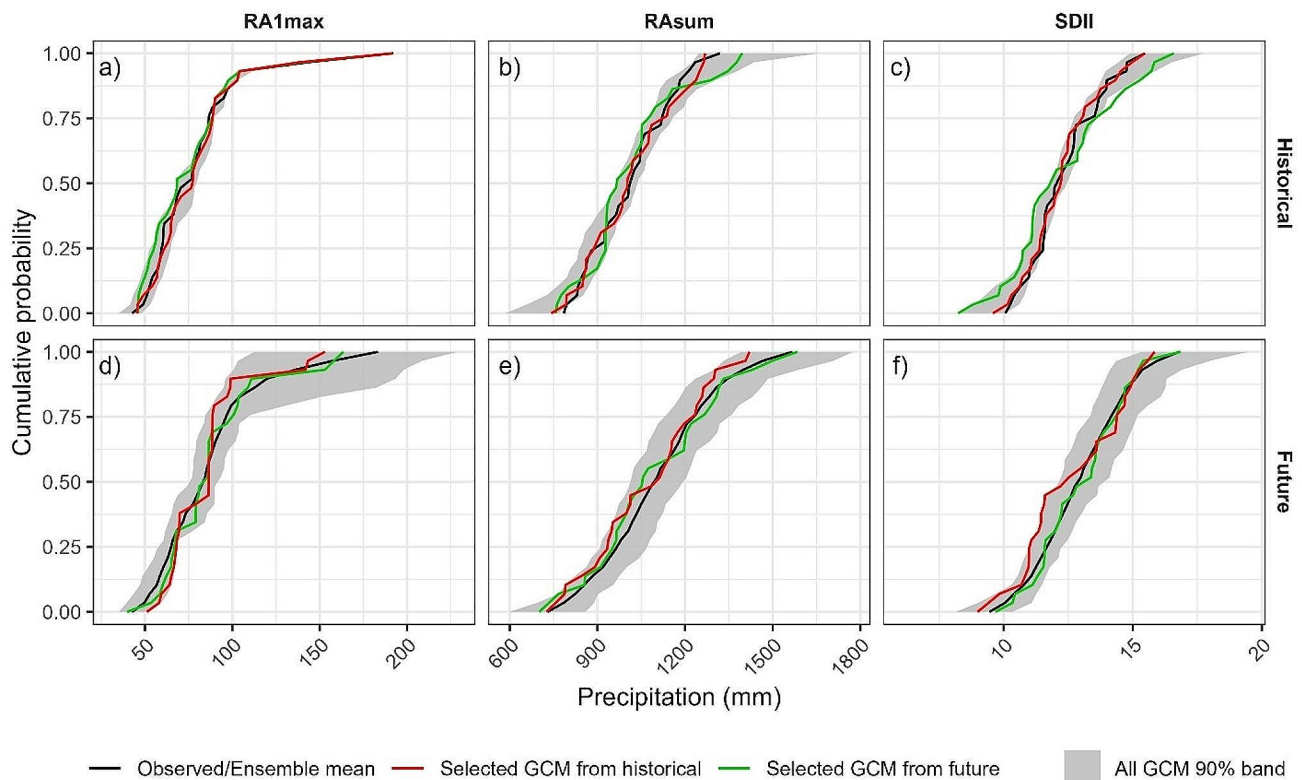 RA1max RAsum SDII
a) b) c)
1.00
0.75
0.50
0.25
0.00
Historical
d) e) f)
1.00
0.75
0.50
0.25
0.00
Future
Cumulative probability
50 100 150 200 600 900 1200 1500 1800 10 15 20
Precipitation (mm)
Observed/Ensemble mean Selected GCM from historical Selected GCM from future All GCM 90% band